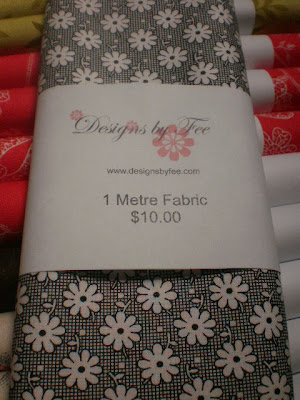 Designs by Fee
www.designsbyfee.com
1 Metre Fabric
$10.00